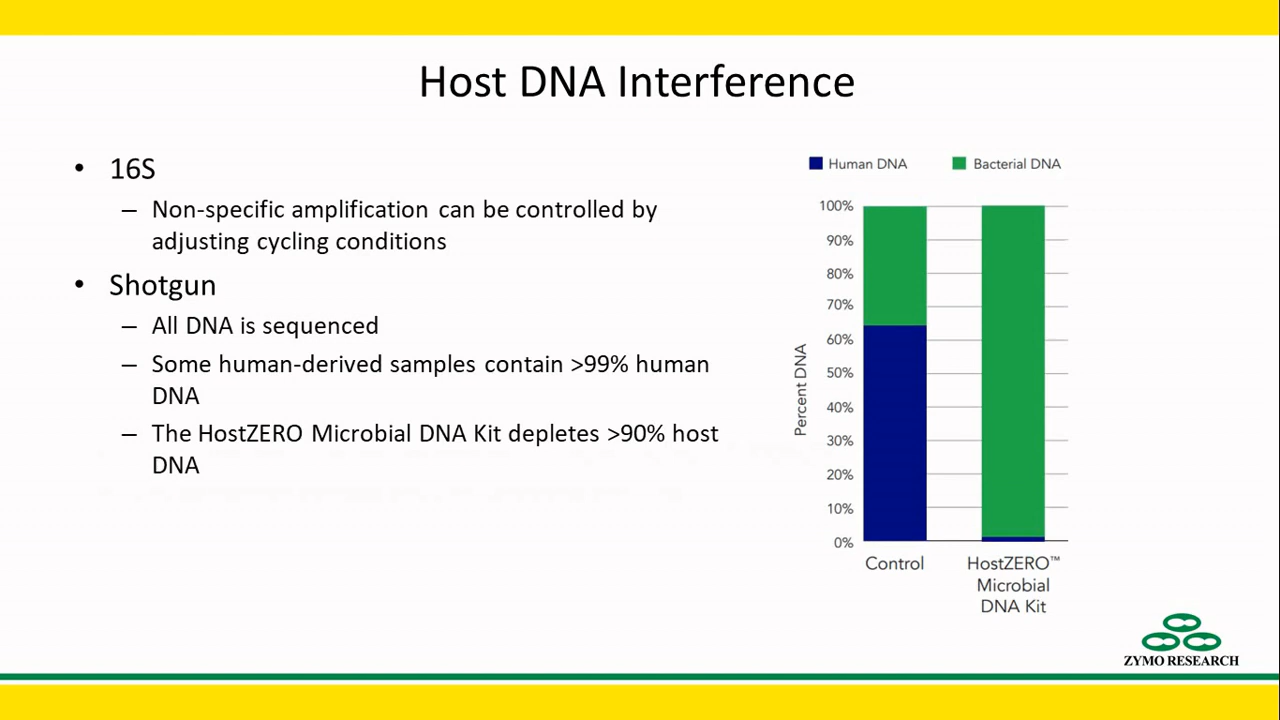 Host DNA Interference
• 16S
– Non-specific amplification can be controlled by
adjusting cycling conditions
• Shotgun
– All DNA is sequenced
– Some human-derived samples contain >99% human
DNA
– The HostZERO Microbial DNA Kit depletes >90% host
DNA
Human DNA
Bacterial DNA
100%
90%
80%
70%
60%
50%
40%
30%
20%
10%
0%
Percent DNA
Control
HostZERO™
Microbial
DNA Kit
ZYMO RESEARCH